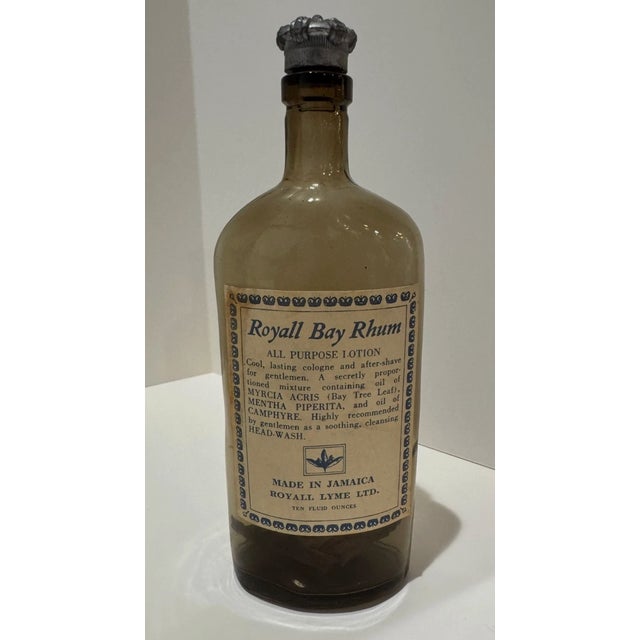 Royall Bay Rhum
ALL PURPOSE LOTION
Cool, lasting cologne and after-shave
for gentlemen. A secretly propor-
tioned mixture containing oil of
MYRCIA ACRIS (Bay Tree Leaf),
MENTHA PIPERITA, and oil of
CAMPHYRE. Highly recommended
by gentlemen as a soothing, cleansing
HEAD-WASH.
MADE IN JAMAICA
ROYALL LYME LTD.
TEN FLUID OUNCES